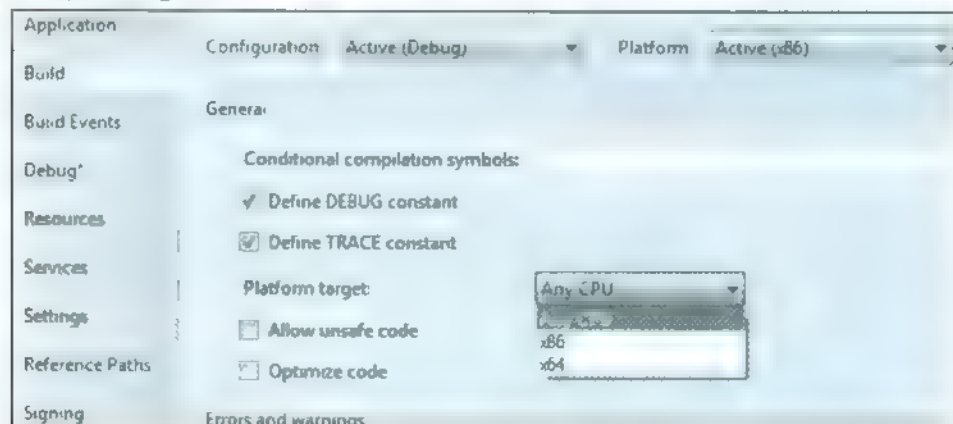 Application
Configuration Active (Debug) Platform Active (x86)
Build
General
Build Events
Conditional compilation symbols:
Debug*
Define DEBUG constant
Resources
Define TRACE constant
Services
Platform target:
Any CPU
Settings
Allow unsafe code
x86
Reference Paths
Optimize code
x64
Signing
Errors and warnings